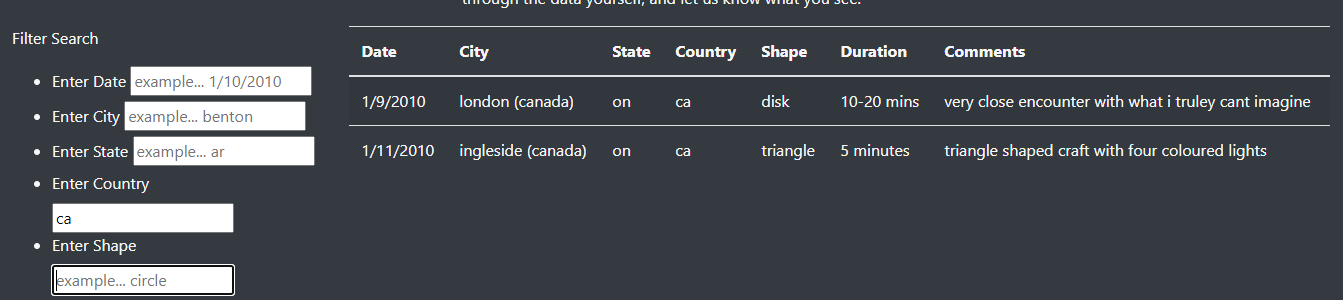 through the data yourself, and let us know what you see.
Filter Search
Enter Date example... 1/10/2010
Enter City example... benton
Enter State example... ar
Enter Country
ca
Enter Shape
example... circle
Date City State Country Shape Duration Comments
1/9/2010 london (canada) on ca disk 10-20 mins very close encounter with what i truley cant imagine
1/11/2010 ingleside (canada) on ca triangle 5 minutes triangle shaped craft with four coloured lights